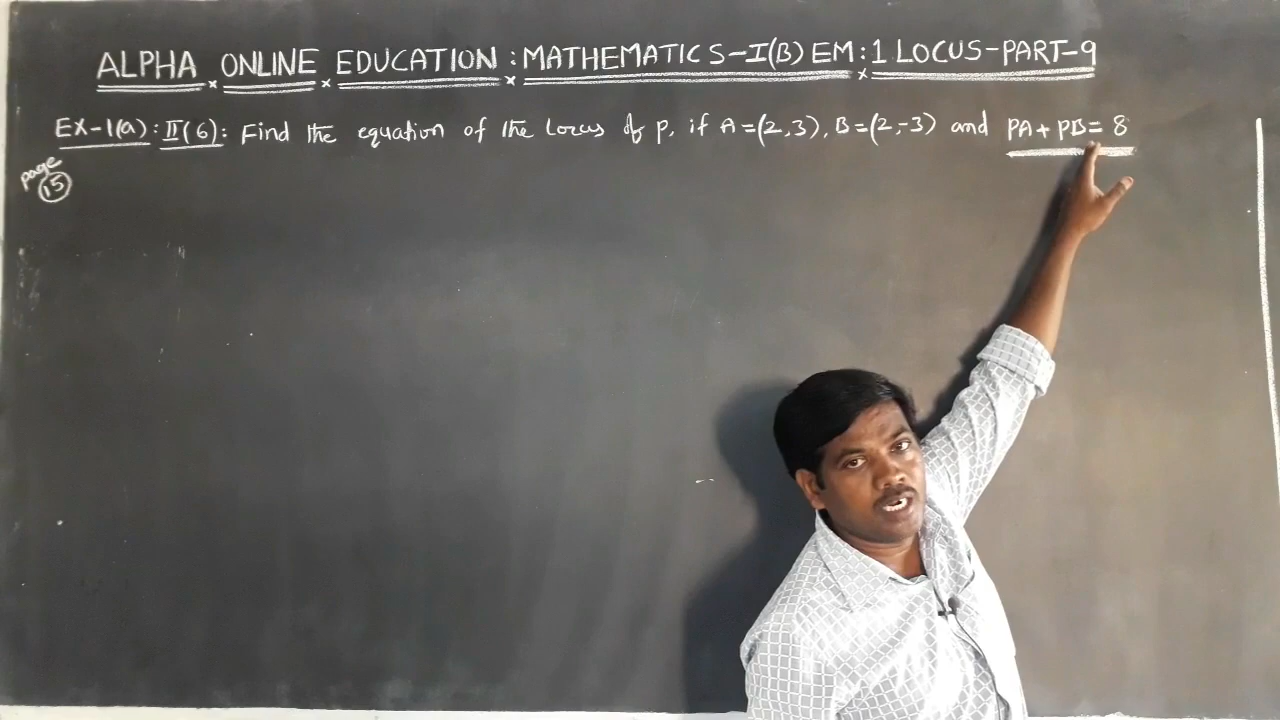 ALPHA ONLINE EDUCATION : MATHEMATICS-I(B) EM : 1 LOCUS-PART-9
EX-1(a) : II(6) : Find the equation of the Locus of P, if A=(2,3), B=(2,-3) and PA + PB = 8
page
15